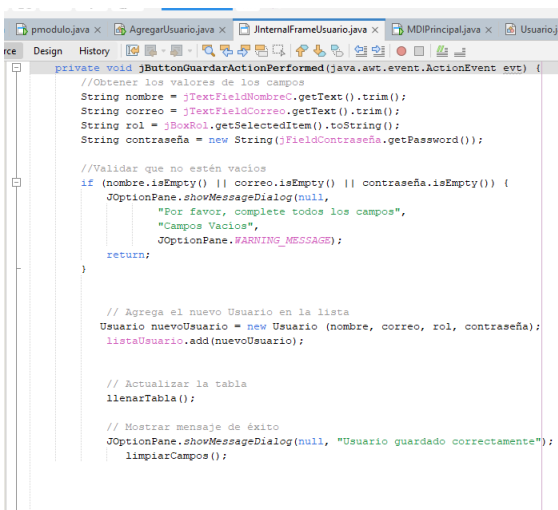 pmodulo.java × AgregarUsuario.java × JInternalFrameUsuario.java × MDIPrincipal.java × Usuario.j
rce Design History
private void jButtonGuardarActionPerformed(java.awt.event.ActionEvent evt) {
//Obtener los valores de los campos
String nombre = jTextFieldNombreC.getText().trim();
String correo = jTextFieldCorreo.getText().trim();
String rol = jBoxRol.getSelectedItem().toString();
String contraseña = new String(jFieldContraseña.getPassword());
//Validar que no estén vacíos
if (nombre.isEmpty() || correo.isEmpty() || contraseña.isEmpty()) {
JOptionPane.showMessageDialog(null,
"Por favor, complete todos los campos",
"Campos Vacíos",
JOptionPane.WARNING_MESSAGE);
return;
}
// Agrega el nuevo Usuario en la lista
Usuario nuevoUsuario = new Usuario (nombre, correo, rol, contraseña);
listaUsuario.add(nuevoUsuario);
// Actualizar la tabla
llenarTabla();
// Mostrar mensaje de éxito
JOptionPane.showMessageDialog(null, "Usuario guardado correctamente");
limpiarCampos();